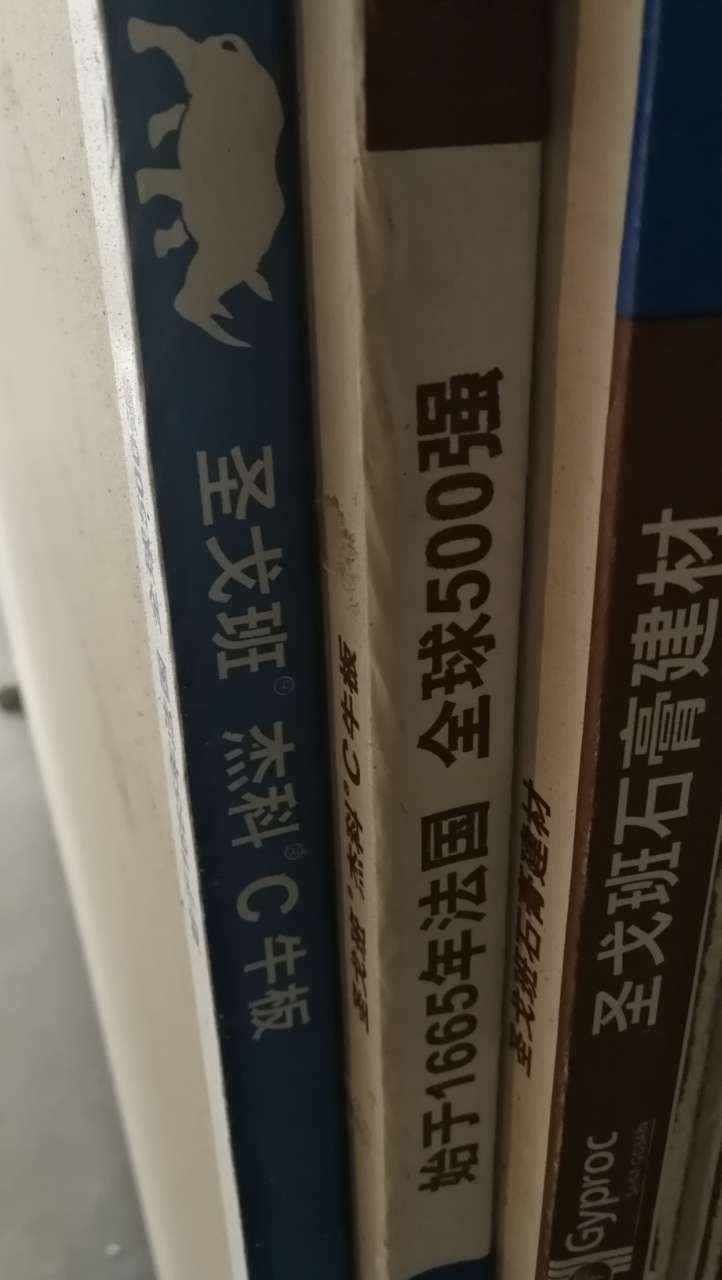 圣戈班® 杰科® C牛板
圣戈班® 杰科® C牛板
始于1665年法国 全球500强
圣戈班石膏建材
圣戈班石膏建材
Gyproc
SAINT-GOBAIN